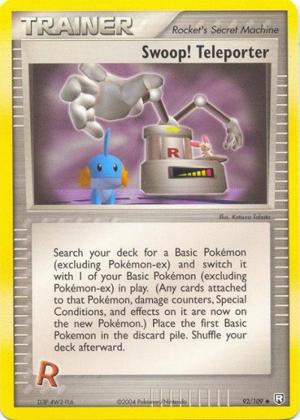 TRAINER
Rocket's Secret Machine
Swoop! Teleporter
R
Illus. Katsura Tabata
Search your deck for a Basic Pokémon
(excluding Pokémon-ex) and switch
it with 1 of your Basic Pokémon (excluding
Pokémon-ex) in play. (Any cards attached
to that Pokémon, damage counters, Special
Conditions, and effects on it are now on
the new Pokémon.) Place the first Basic
Pokémon in the discard pile. Shuffle your
deck afterward.
R
©2004 Pokémon/Nintendo
92/109
R